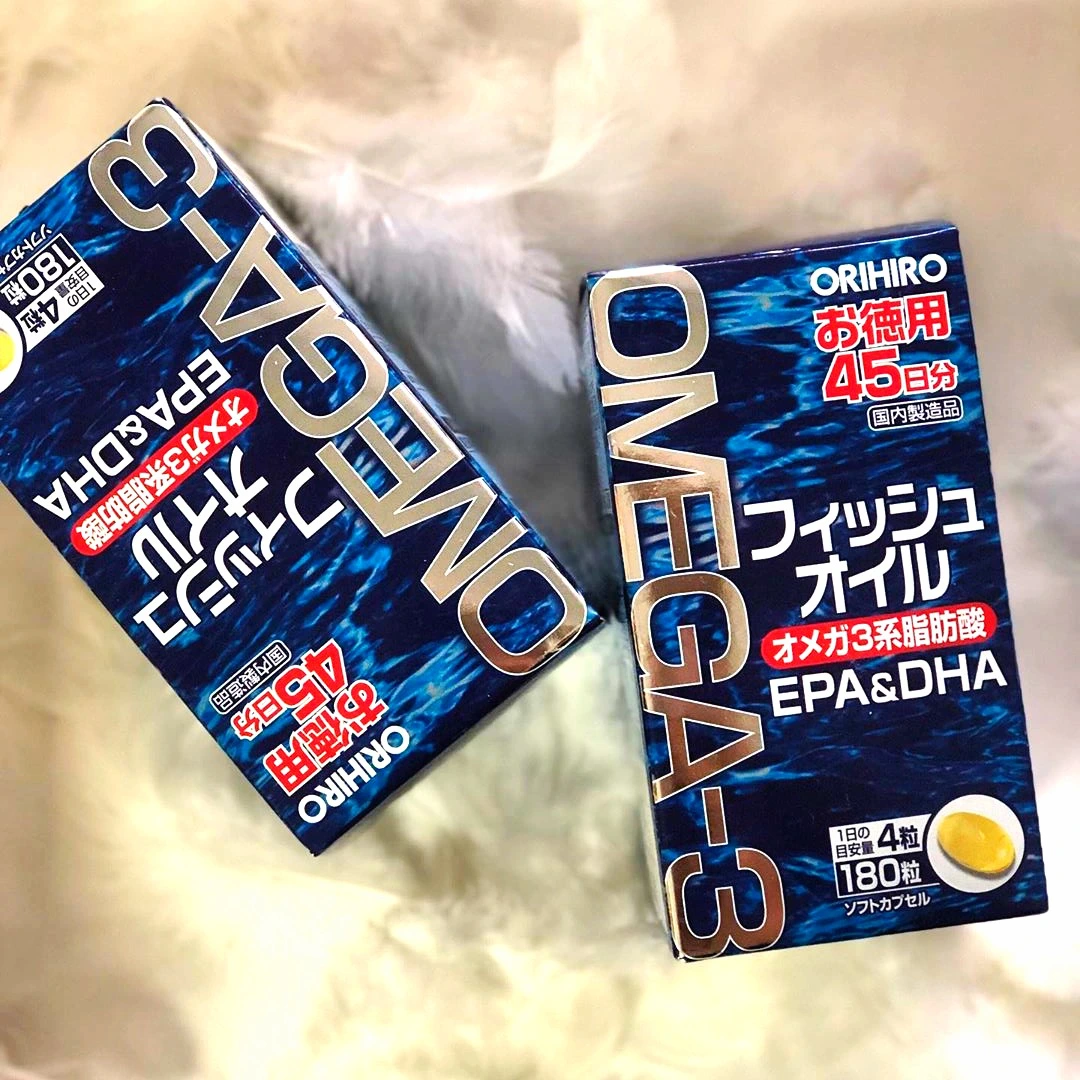 OMEGA-3
ORIHIRO
お徳用
45日分
国内製造品
フィッシュ
オイル
オメガ3系脂肪酸
EPA&DHA
1日の
目安量 4粒
180粒
ソフトカプセル
OMEGA-3
ORIHIRO
お徳用
45日分
国内製造品
フィッシュ
オイル
オメガ3系脂肪酸
EPA&DHA
1日の
目安量 4粒
180粒
ソフトカプ